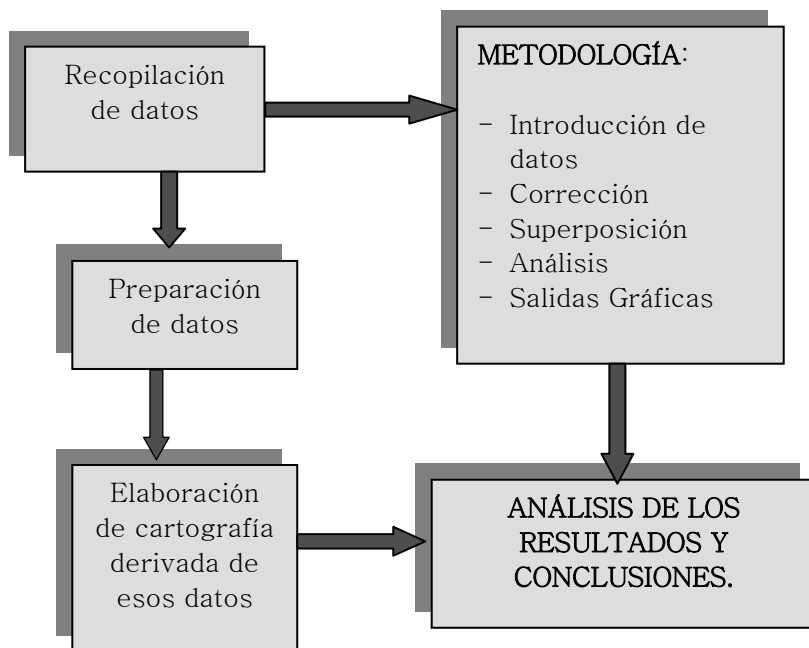 Recopilación
de datos
METODOLOGÍA:
- Introducción de
datos
- Corrección
- Superposición
- Análisis
- Salidas Gráficas
Preparación
de datos
Elaboración
de cartografía
derivada de
esos datos
ANÁLISIS DE LOS
RESULTADOS Y
CONCLUSIONES.